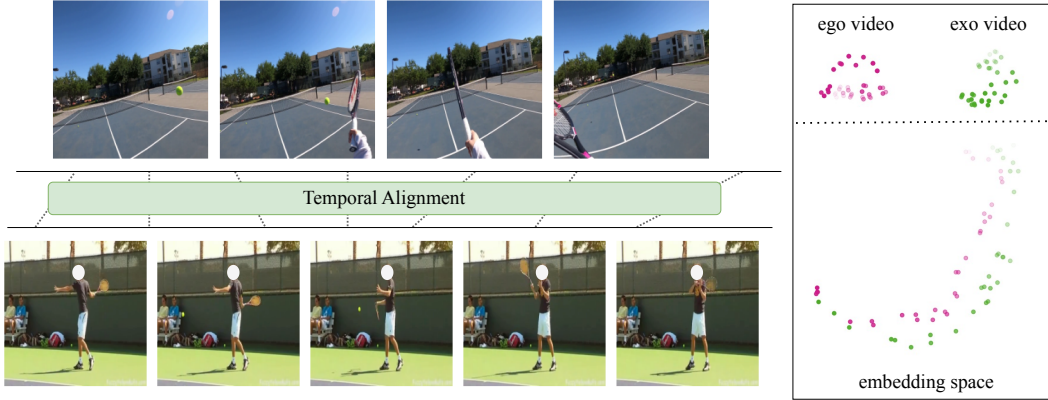 ego video
exo video
Temporal Alignment
embedding space